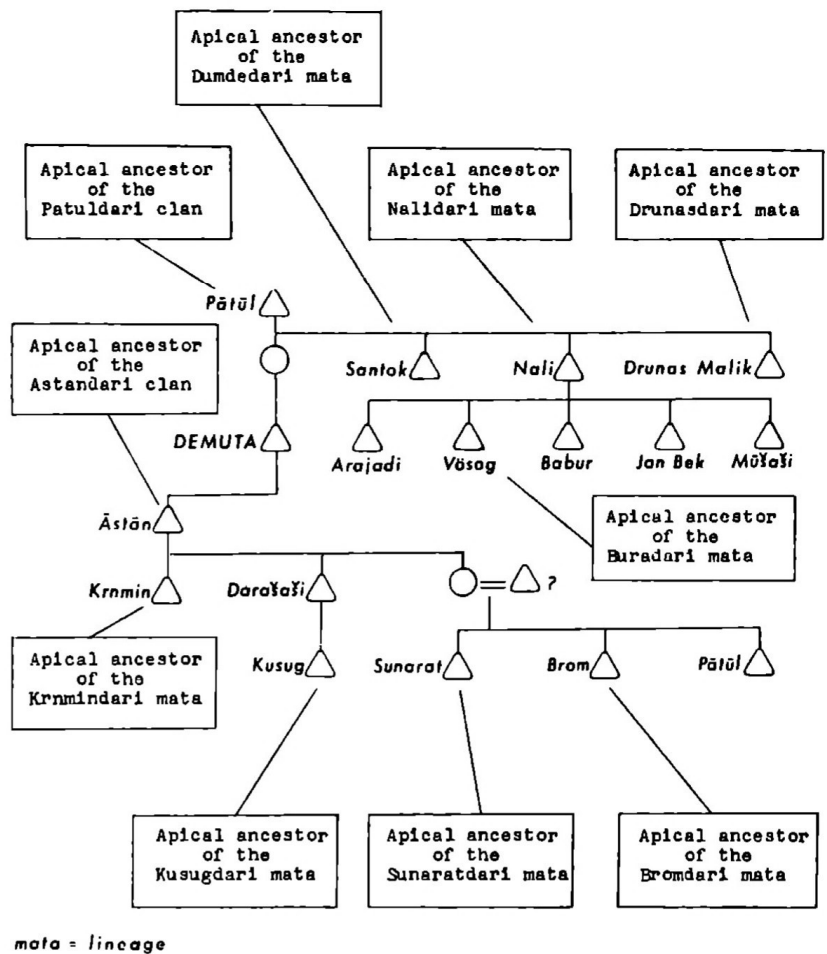 Apical ancestor
of the
Dumdedari mata
Apical ancestor
of the
Patuldari clan
Apical ancestor
of the
Nalidari mata
Apical ancestor
of the
Drunasdari mata
Pātūl
Apical ancestor
of the
Astandari clan
Santok
Nali
Drunas Malik
DEMUTA
Arajadi
Vösog
Babur
Jan Bek
Mūšaši
Āstān
Apical ancestor
of the
Buradari mata
Krnmin
Darašaši
?
Apical ancestor
of the
Krnmindari mata
Kusug
Sunarat
Brom
Pātūl
Apical ancestor
of the
Kusugdari mata
Apical ancestor
of the
Sunaratdari mata
Apical ancestor
of the
Bromdari mata
mata = lineage